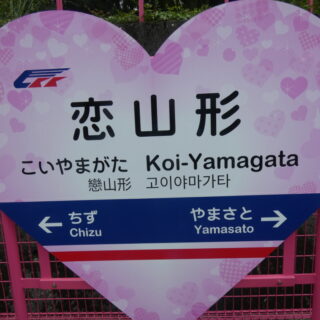 恋山形
こいやまがた Koi-Yamagata
戀山形 고이야마가타
← ちず やまさと →
Chizu Yamasato